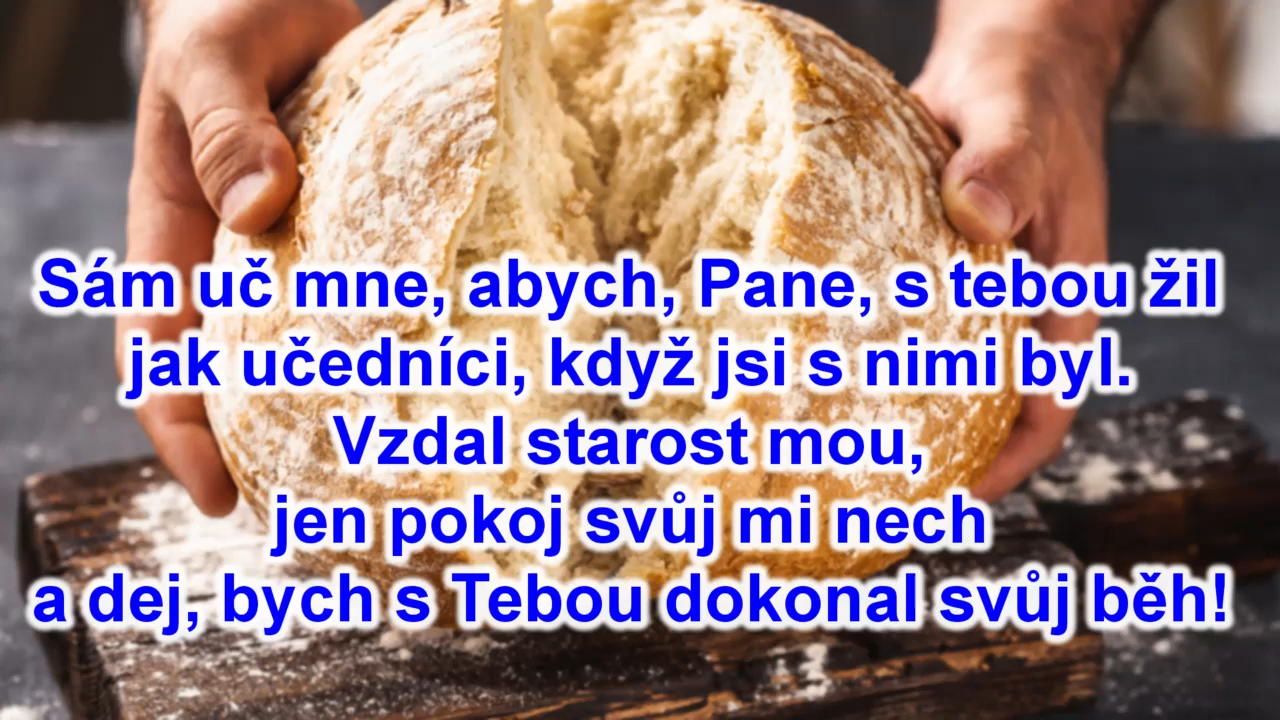 Sám uč mne, abych, Pane, s tebou žil
jak učedníci, když jsi s nimi byl.
Vzdal starost mou,
jen pokoj svůj mi nech
a dej, bych s Tebou dokonal svůj běh!